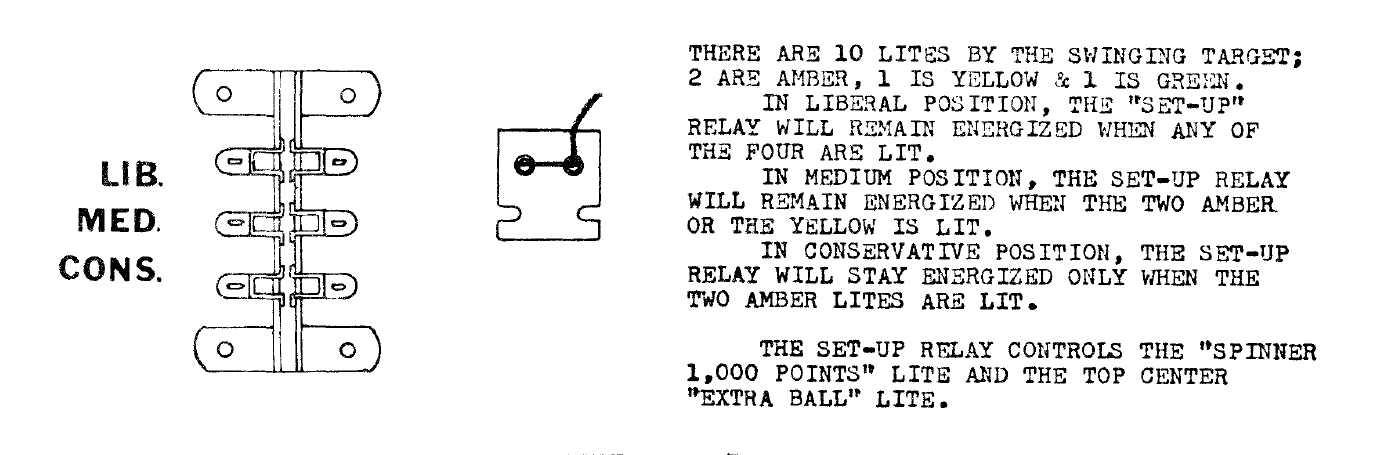 LIB.
MED.
CONS.
THERE ARE 10 LITES BY THE SWINGING TARGET;
2 ARE AMBER, 1 IS YELLOW & 1 IS GREEN.
IN LIBERAL POSITION, THE "SET-UP"
RELAY WILL REMAIN ENERGIZED WHEN ANY OF
THE FOUR ARE LIT.
IN MEDIUM POSITION, THE SET-UP RELAY
WILL REMAIN ENERGIZED WHEN THE TWO AMBER
OR THE YELLOW IS LIT.
IN CONSERVATIVE POSITION, THE SET-UP
RELAY WILL STAY ENERGIZED ONLY WHEN THE
TWO AMBER LITES ARE LIT.
THE SET-UP RELAY CONTROLS THE "SPINNER
1,000 POINTS" LITE AND THE TOP CENTER
"EXTRA BALL" LITE.